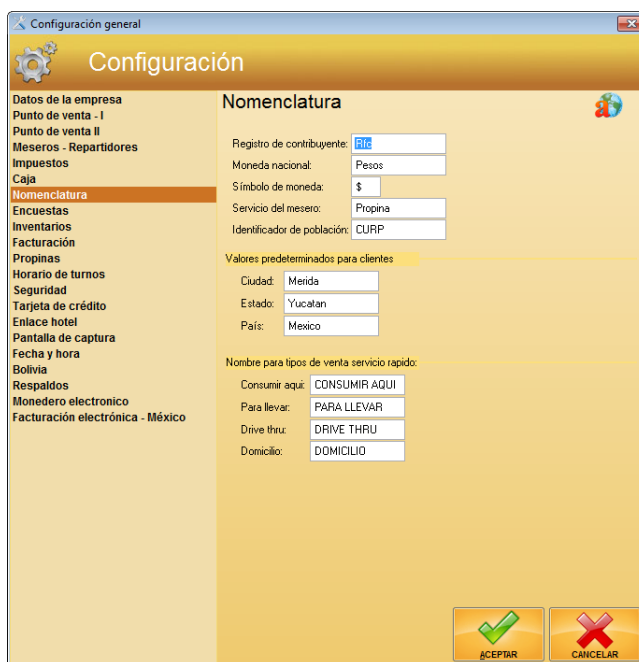 Configuración general
Configuración
Datos de la empresa
Punto de venta - I
Punto de venta II
Meseros - Repartidores
Impuestos
Caja
Nomenclatura
Encuestas
Inventarios
Facturación
Propinas
Horario de turnos
Seguridad
Tarjeta de crédito
Enlace hotel
Pantalla de captura
Fecha y hora
Bolivia
Respaldos
Monedero electronico
Facturación electrónica - México
Nomenclatura
Registro de contribuyente: Rfc
Moneda nacional: Pesos
Símbolo de moneda: $
Servicio del mesero: Propina
Identificador de población: CURP
Valores predeterminados para clientes
Ciudad: Merida
Estado: Yucatan
País: Mexico
Nombre para tipos de venta servicio rapido:
Consumir aqui: CONSUMIR AQUI
Para llevar: PARA LLEVAR
Drive thru: DRIVE THRU
Domicilio: DOMICILIO
ACEPTAR CANCELAR